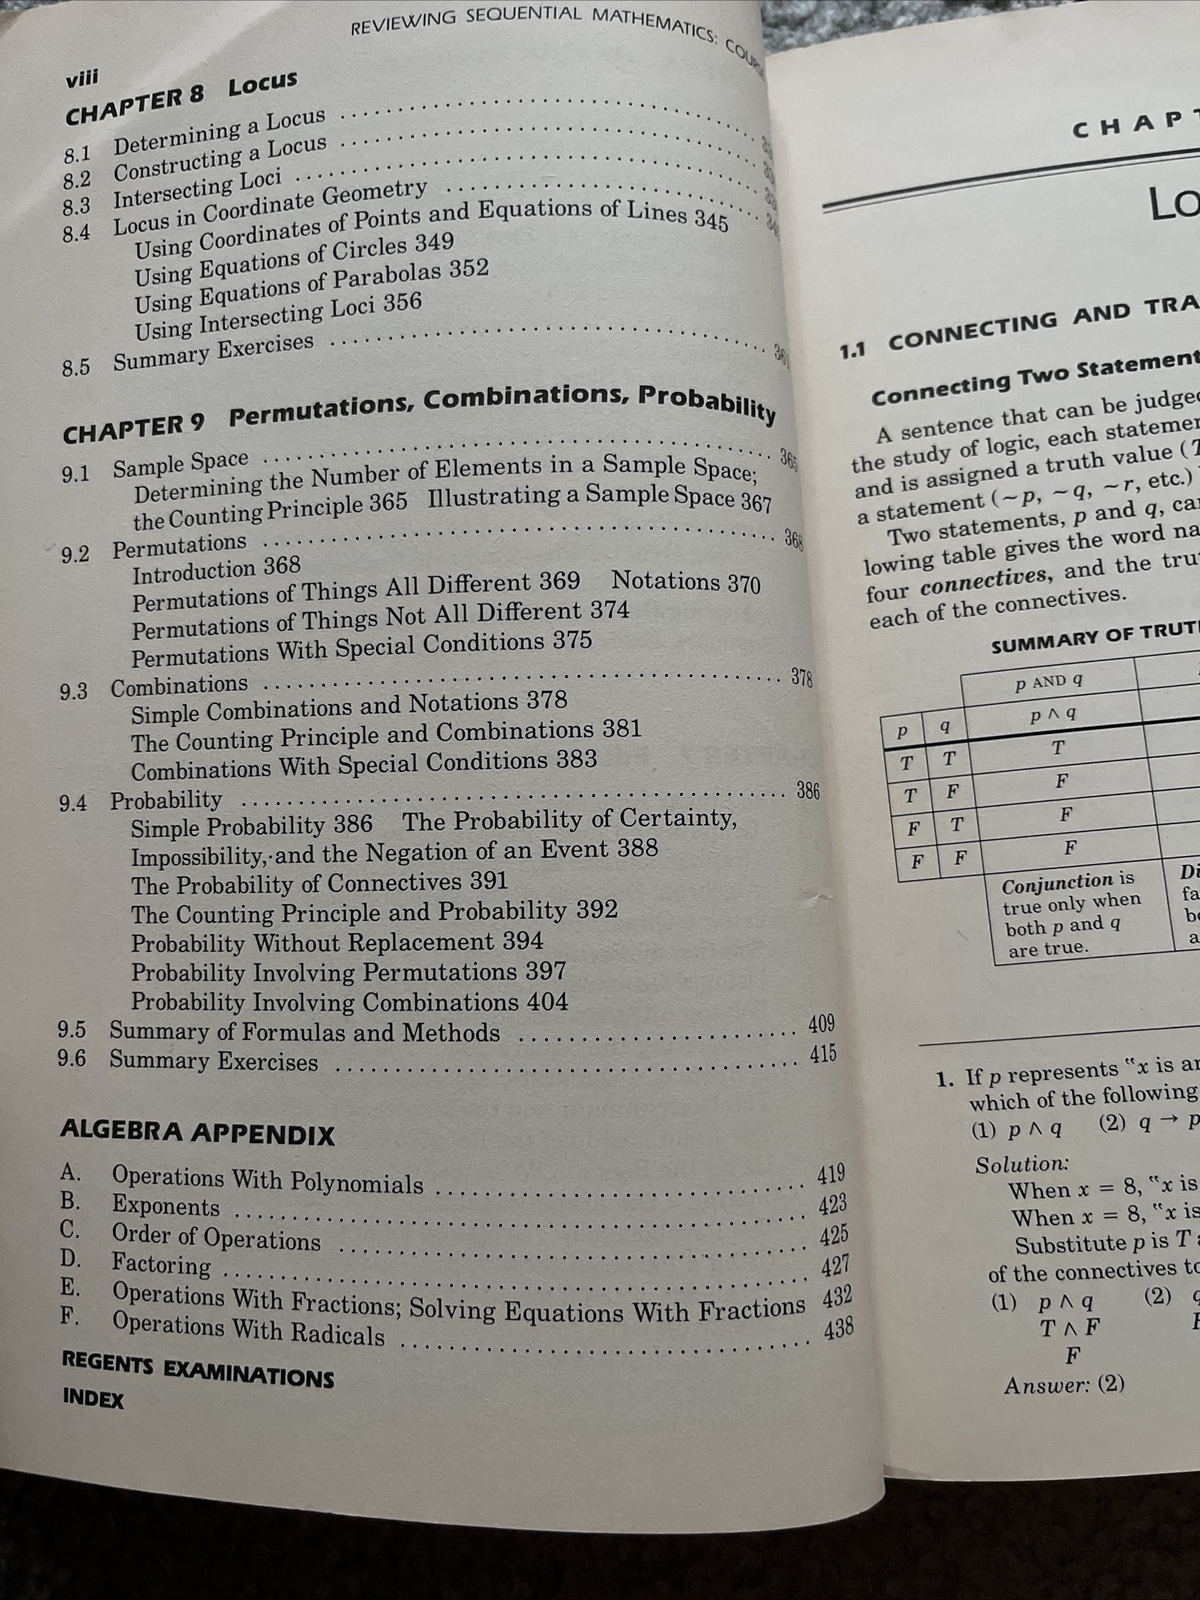 REVIEWING SEQUENTIAL MATHEMATICS:
viii
CHAPTER 8 Locus
8.1 Determining a Locus
8.2 Constructing a Locus
8.3 Intersecting Loci
8.4 Locus in Coordinate Geometry
Using Coordinates of Points and Equations of Lines 345
Using Equations of Circles 349
Using Equations of Parabolas 352
Using Intersecting Loci 356
8.5 Summary Exercises
CHAPTER 9 Permutations, Combinations, Probability
9.1 Sample Space 365
Determining the Number of Elements in a Sample Space;
the Counting Principle 365 Illustrating a Sample Space 367
9.2 Permutations 368
Introduction 368
Permutations of Things All Different 369 Notations 370
Permutations of Things Not All Different 374
Permutations With Special Conditions 375
9.3 Combinations 378
Simple Combinations and Notations 378
The Counting Principle and Combinations 381
Combinations With Special Conditions 383
9.4 Probability 386
Simple Probability 386 The Probability of Certainty,
Impossibility, and the Negation of an Event 388
The Probability of Connectives 391
The Counting Principle and Probability 392
Probability Without Replacement 394
Probability Involving Permutations 397
Probability Involving Combinations 404
9.5 Summary of Formulas and Methods 409
9.6 Summary Exercises 415
ALGEBRA APPENDIX
A. Operations With Polynomials 419
B. Exponents 423
C. Order of Operations 425
D. Factoring 427
E. Operations With Fractions; Solving Equations With Fractions 432
F. Operations With Radicals 438
REGENTS EXAMINATIONS
INDEX
CHAPT
Lo
1.1 CONNECTING AND TRA
Connecting Two Statement
A sentence that can be judged
the study of logic, each statemen
and is assigned a truth value (T
a statement (~p, ~q, ~r, etc.)
Two statements, p and q, ca
lowing table gives the word na
four connectives, and the trut
each of the connectives.
SUMMARY OF TRUT
p AND q
p q p ∧ q
T T T
T F F
F T F
F F F
Conjunction is
true only when
both p and q
are true.
Di
fa
bo
a
1. If p represents "x is an
which of the following
(1) p ∧ q (2) q → p
Solution:
When x = 8, "x is
When x = 8, "x is
Substitute p is T a
of the connectives to
(1) p ∧ q (2) q
T ∧ F
F
Answer: (2)